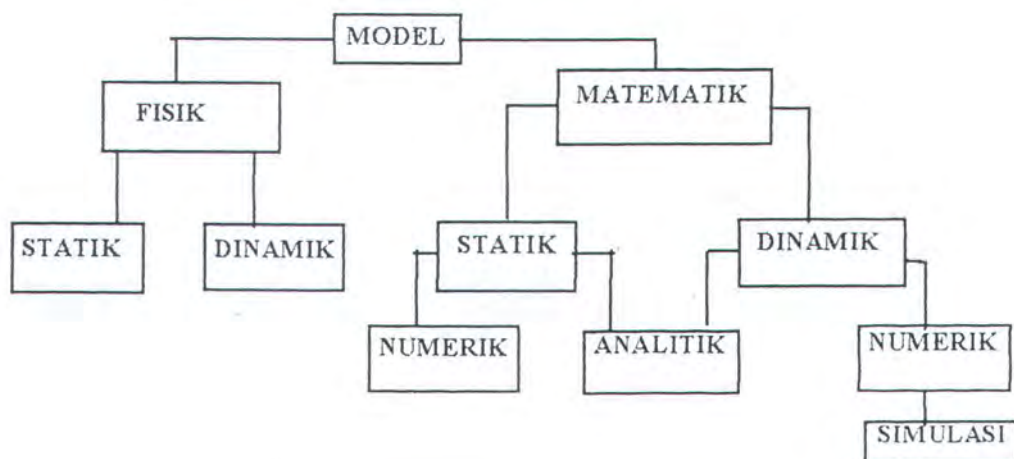 MODEL
FISIK
MATEMATIK
STATIK
DINAMIK
STATIK
DINAMIK
NUMERIK
ANALITIK
NUMERIK
SIMULASI